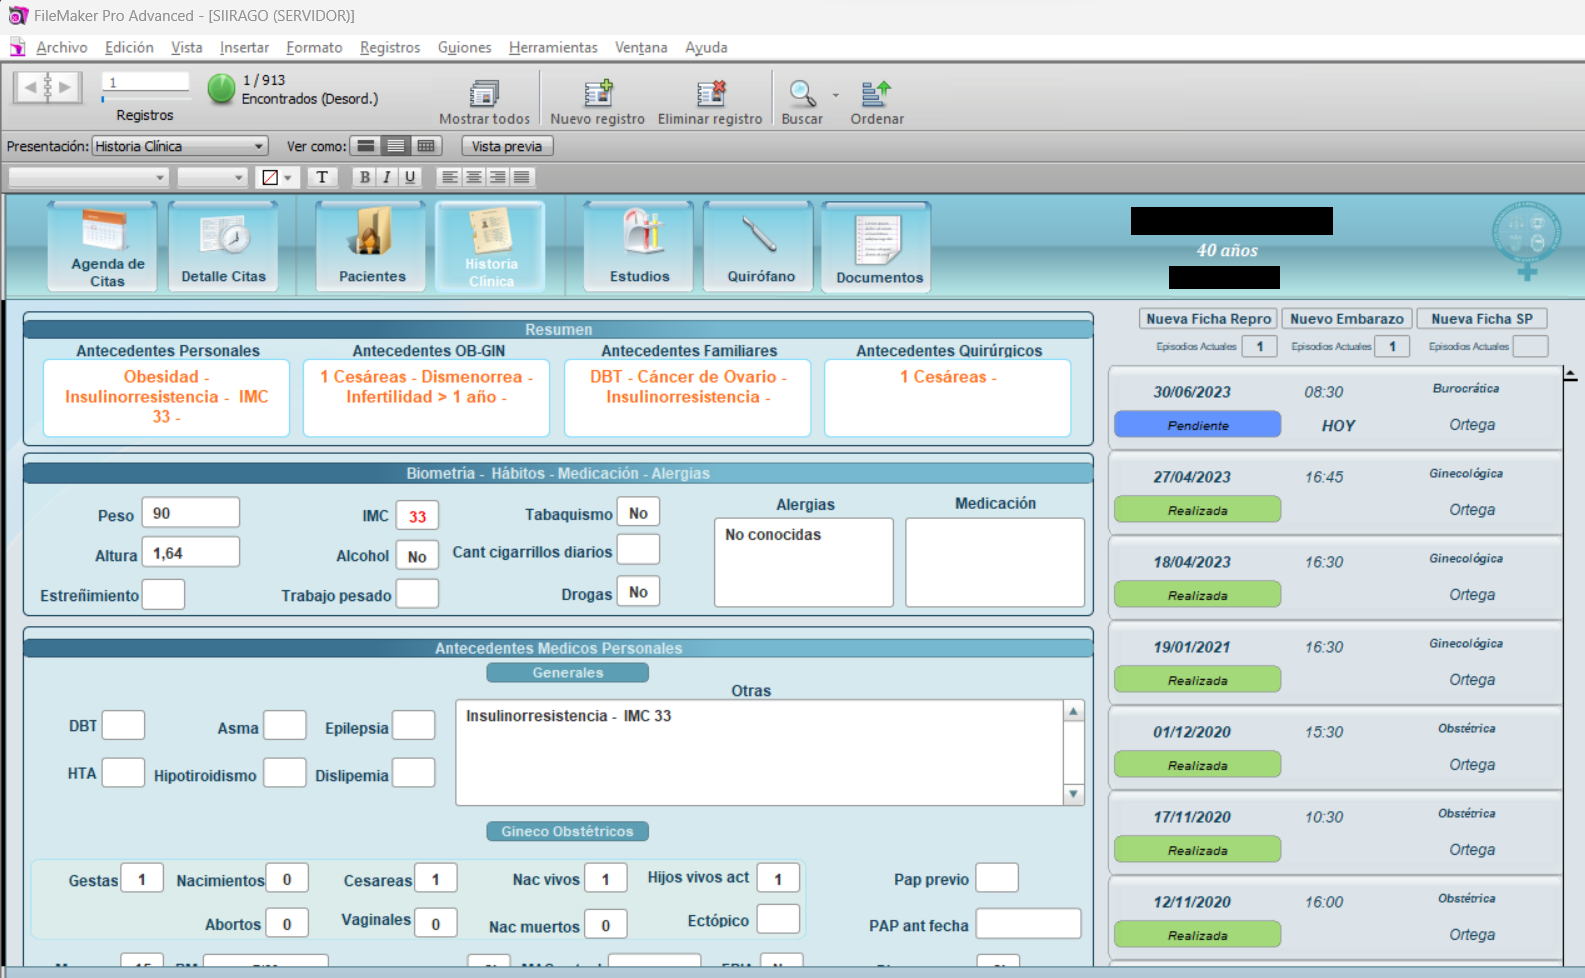 FileMaker Pro Advanced - [SIIRAGO (SERVIDOR)]
Archivo Edición Vista Insertar Formato Registros Guiones Herramientas Ventana Ayuda
1
Registros
1 / 913
Encontrados (Desord.)
Mostrar todos
Nuevo registro
Eliminar registro
Buscar
Ordenar
Presentación: Historia Clínica
Ver como:
Vista previa
T B I U
Agenda de
Citas
Detalle Citas
Pacientes
Historia
Clínica
Estudios
Quirófano
Documentos
40 años
Resumen
Antecedentes Personales
Obesidad -
Insulinorresistencia - IMC
33 -
Antecedentes OB-GIN
1 Cesáreas - Dismenorrea -
Infertilidad > 1 año -
Antecedentes Familiares
DBT - Cáncer de Ovario -
Insulinorresistencia -
Antecedentes Quirúrgicos
1 Cesáreas -
Biometría - Hábitos - Medicación - Alergias
Peso 90
IMC 33
Tabaquismo No
Altura 1,64
Alcohol No
Cant cigarrillos diarios
Estreñimiento
Trabajo pesado
Drogas No
Alergias
No conocidas
Medicación
Antecedentes Medicos Personales
Generales
DBT
Asma
Epilepsia
HTA
Hipotiroidismo
Dislipemia
Otras
Insulinorresistencia - IMC 33
Gineco Obstétricos
Gestas 1
Nacimientos 0
Cesareas 1
Nac vivos 1
Hijos vivos act 1
Pap previo
Abortos 0
Vaginales 0
Nac muertos 0
Ectópico
PAP ant fecha
Nueva Ficha Repro
Nuevo Embarazo
Nueva Ficha SP
Episodios Actuales 1
Episodios Actuales 1
Episodios Actuales
30/06/2023 08:30 Burocrática
Pendiente HOY Ortega
27/04/2023 16:45 Ginecológica
Realizada Ortega
18/04/2023 16:30 Ginecológica
Realizada Ortega
19/01/2021 16:30 Ginecológica
Realizada Ortega
01/12/2020 15:30 Obstétrica
Realizada Ortega
17/11/2020 10:30 Obstétrica
Realizada Ortega
12/11/2020 16:00 Obstétrica
Realizada Ortega